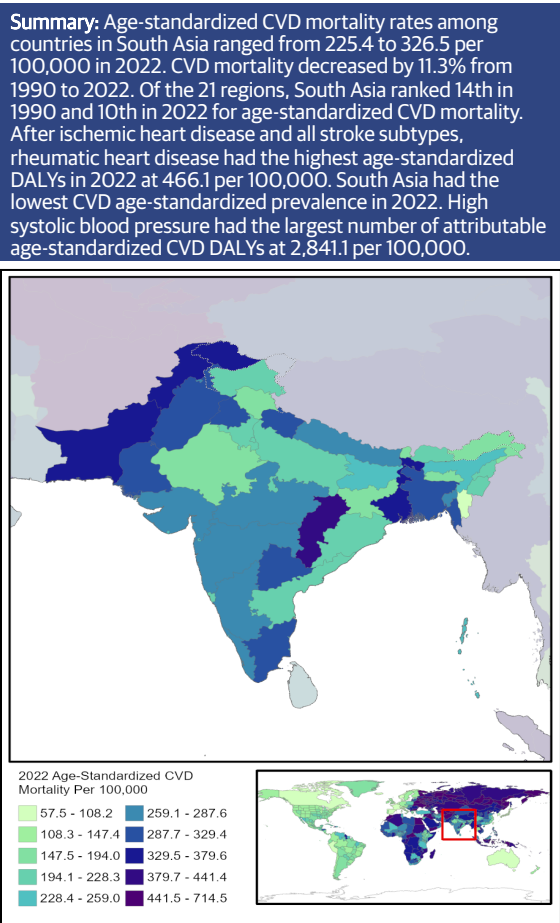 Summary: Age-standardized CVD mortality rates among
countries in South Asia ranged from 225.4 to 326.5 per
100,000 in 2022. CVD mortality decreased by 11.3% from
1990 to 2022. Of the 21 regions, South Asia ranked 14th in
1990 and 10th in 2022 for age-standardized CVD mortality.
After ischemic heart disease and all stroke subtypes,
rheumatic heart disease had the highest age-standardized
DALYs in 2022 at 466.1 per 100,000. South Asia had the
lowest CVD age-standardized prevalence in 2022. High
systolic blood pressure had the largest number of attributable
age-standardized CVD DALYs at 2,841.1 per 100,000.
2022 Age-Standardized CVD
Mortality Per 100,000
57.5 - 108.2
108.3 - 147.4
147.5 - 194.0
194.1 - 228.3
228.4 - 259.0
259.1 - 287.6
287.7 - 329.4
329.5 - 379.6
379.7 - 441.4
441.5 - 714.5